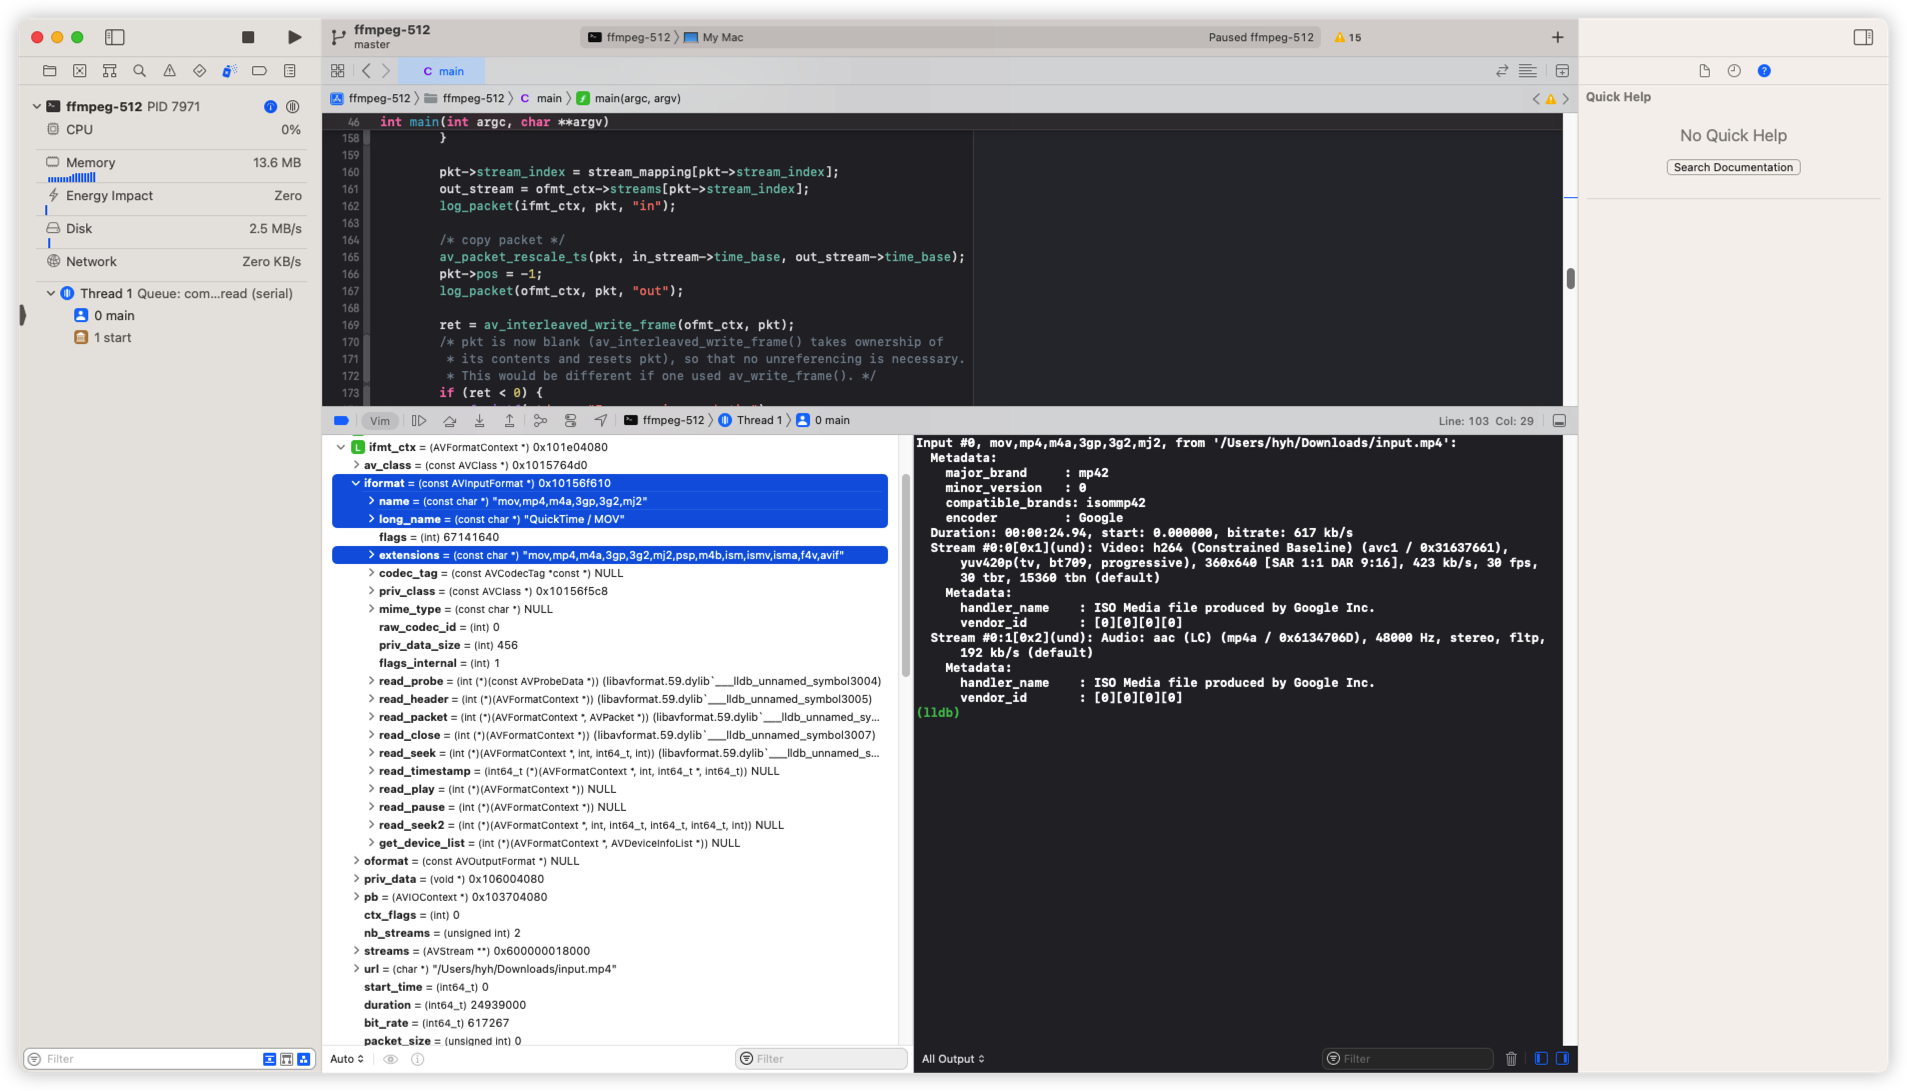 ffmpeg-512
master
ffmpeg-512 My Mac
Paused ffmpeg-512
15
C main
ffmpeg-512 ffmpeg-512 C main main(argc, argv)
ffmpeg-512 PID 7971
CPU 0%
Memory 13.6 MB
Energy Impact Zero
Disk 2.5 MB/s
Network Zero KB/s
Thread 1 Queue: com...read (serial)
0 main
1 start
Filter
46 int main(int argc, char **argv)
158 }
159
160 pkt->stream_index = stream_mapping[pkt->stream_index];
161 out_stream = ofmt_ctx->streams[pkt->stream_index];
162 log_packet(ifmt_ctx, pkt, "in");
163
164 /* copy packet */
165 av_packet_rescale_ts(pkt, in_stream->time_base, out_stream->time_base);
166 pkt->pos = -1;
167 log_packet(ofmt_ctx, pkt, "out");
168
169 ret = av_interleaved_write_frame(ofmt_ctx, pkt);
170 /* pkt is now blank (av_interleaved_write_frame() takes ownership of
171 * its contents and resets pkt), so that no unreferencing is necessary.
172 * This would be different if one used av_write_frame(). */
173 if (ret < 0) {
Vim
ffmpeg-512 Thread 1 0 main
Line: 103 Col: 29
L ifmt_ctx = (AVFormatContext *) 0x101e04080
av_class = (const AVClass *) 0x1015764d0
iformat = (const AVInputFormat *) 0x10156f610
name = (const char *) "mov,mp4,m4a,3gp,3g2,mj2"
long_name = (const char *) "QuickTime / MOV"
flags = (int) 67141640
extensions = (const char *) "mov,mp4,m4a,3gp,3g2,mj2,psp,m4b,ism,ismv,isma,f4v,avif"
codec_tag = (const AVCodecTag *const *) NULL
priv_class = (const AVClass *) 0x10156f5c8
mime_type = (const char *) NULL
raw_codec_id = (int) 0
priv_data_size = (int) 456
flags_internal = (int) 1
read_probe = (int (*)(const AVProbeData *)) (libavformat.59.dylib`___lldb_unnamed_symbol3004)
read_header = (int (*)(AVFormatContext *)) (libavformat.59.dylib`___lldb_unnamed_symbol3005)
read_packet = (int (*)(AVFormatContext *, AVPacket *)) (libavformat.59.dylib`___lldb_unnamed_sy...
read_close = (int (*)(AVFormatContext *)) (libavformat.59.dylib`___lldb_unnamed_symbol3007)
read_seek = (int (*)(AVFormatContext *, int, int64_t, int)) (libavformat.59.dylib`___lldb_unnamed_s...
read_timestamp = (int64_t (*)(AVFormatContext *, int, int64_t *, int64_t)) NULL
read_play = (int (*)(AVFormatContext *)) NULL
read_pause = (int (*)(AVFormatContext *)) NULL
read_seek2 = (int (*)(AVFormatContext *, int, int64_t, int64_t, int64_t, int)) NULL
get_device_list = (int (*)(AVFormatContext *, AVDeviceInfoList *)) NULL
oformat = (const AVOutputFormat *) NULL
priv_data = (void *) 0x106004080
pb = (AVIOContext *) 0x103704080
ctx_flags = (int) 0
nb_streams = (unsigned int) 2
streams = (AVStream **) 0x600000018000
url = (char *) "/Users/hyh/Downloads/input.mp4"
start_time = (int64_t) 0
duration = (int64_t) 24939000
bit_rate = (int64_t) 617267
packet_size = (unsigned int) 0
Auto
Filter
Input #0, mov,mp4,m4a,3gp,3g2,mj2, from '/Users/hyh/Downloads/input.mp4':
Metadata:
major_brand : mp42
minor_version : 0
compatible_brands: isommp42
encoder : Google
Duration: 00:00:24.94, start: 0.000000, bitrate: 617 kb/s
Stream #0:0[0x1](und): Video: h264 (Constrained Baseline) (avc1 / 0x31637661),
yuv420p(tv, bt709, progressive), 360x640 [SAR 1:1 DAR 9:16], 423 kb/s, 30 fps,
30 tbr, 15360 tbn (default)
Metadata:
handler_name : ISO Media file produced by Google Inc.
vendor_id : [0][0][0][0]
Stream #0:1[0x2](und): Audio: aac (LC) (mp4a / 0x6134706D), 48000 Hz, stereo, fltp,
192 kb/s (default)
Metadata:
handler_name : ISO Media file produced by Google Inc.
vendor_id : [0][0][0][0]
(lldb)
All Output
Filter
Quick Help
No Quick Help
Search Documentation